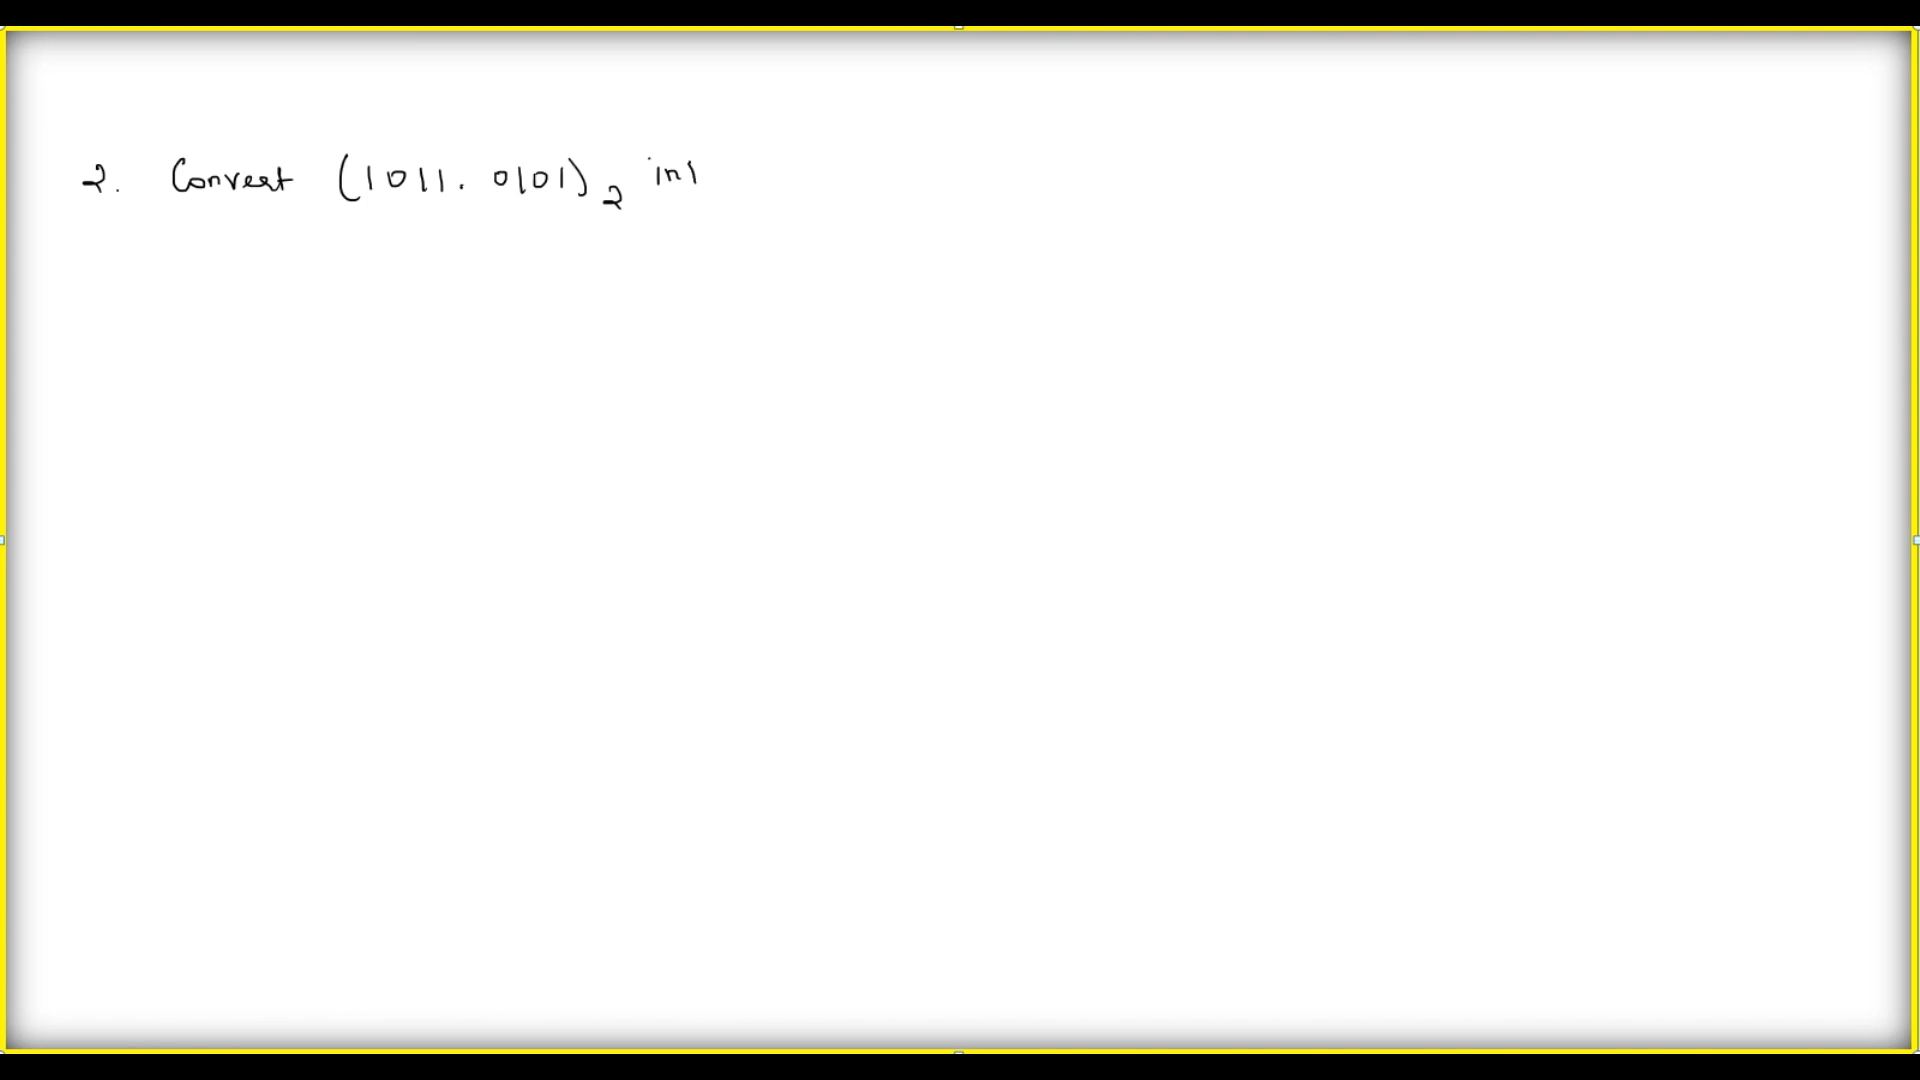 2. Convert (1011. 0101)₂ in